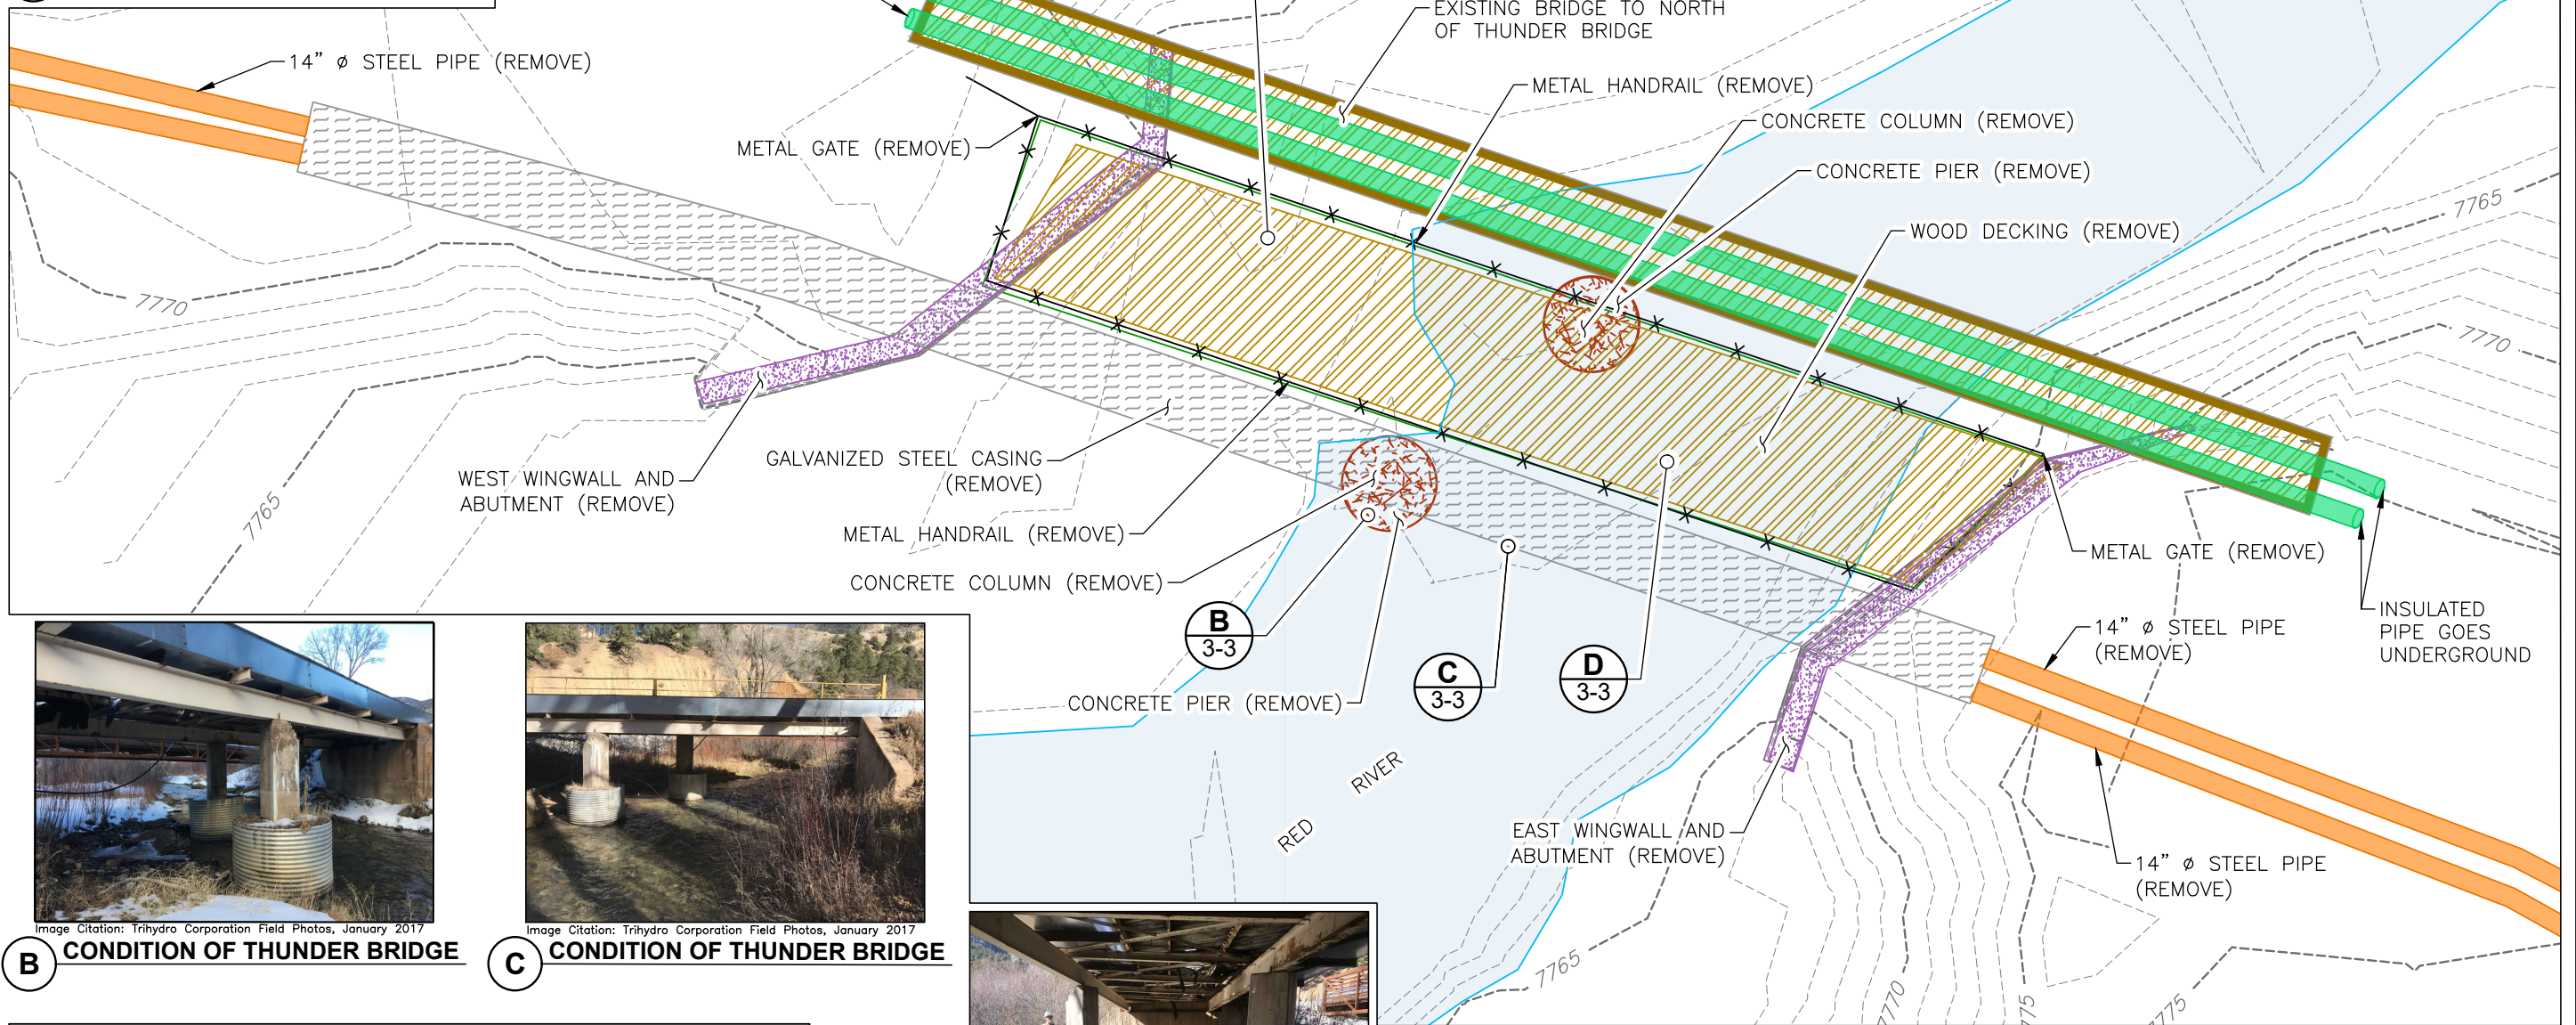 EXISTING BRIDGE TO NORTH
OF THUNDER BRIDGE
14" ø STEEL PIPE (REMOVE)
METAL HANDRAIL (REMOVE)
CONCRETE COLUMN (REMOVE)
METAL GATE (REMOVE)
CONCRETE PIER (REMOVE)
7765
WOOD DECKING (REMOVE)
7770
7770
WEST WINGWALL AND
ABUTMENT (REMOVE)
GALVANIZED STEEL CASING
(REMOVE)
7765
METAL HANDRAIL (REMOVE)
METAL GATE (REMOVE)
CONCRETE COLUMN (REMOVE)
INSULATED
PIPE GOES
UNDERGROUND
B
3-3
14" ø STEEL PIPE
(REMOVE)
C
3-3
D
3-3
CONCRETE PIER (REMOVE)
RED RIVER
EAST WINGWALL AND
ABUTMENT (REMOVE)
14" ø STEEL PIPE
(REMOVE)
Image Citation: Trihydro Corporation Field Photos, January 2017
B CONDITION OF THUNDER BRIDGE
Image Citation: Trihydro Corporation Field Photos, January 2017
C CONDITION OF THUNDER BRIDGE
7765
7770